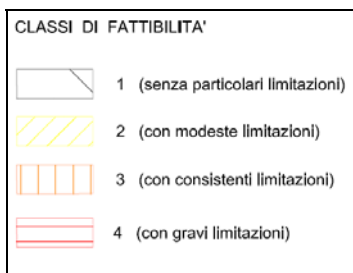 CLASSI DI FATTIBILITA'
1 (senza particolari limitazioni)
2 (con modeste limitazioni)
3 (con consistenti limitazioni)
4 (con gravi limitazioni)